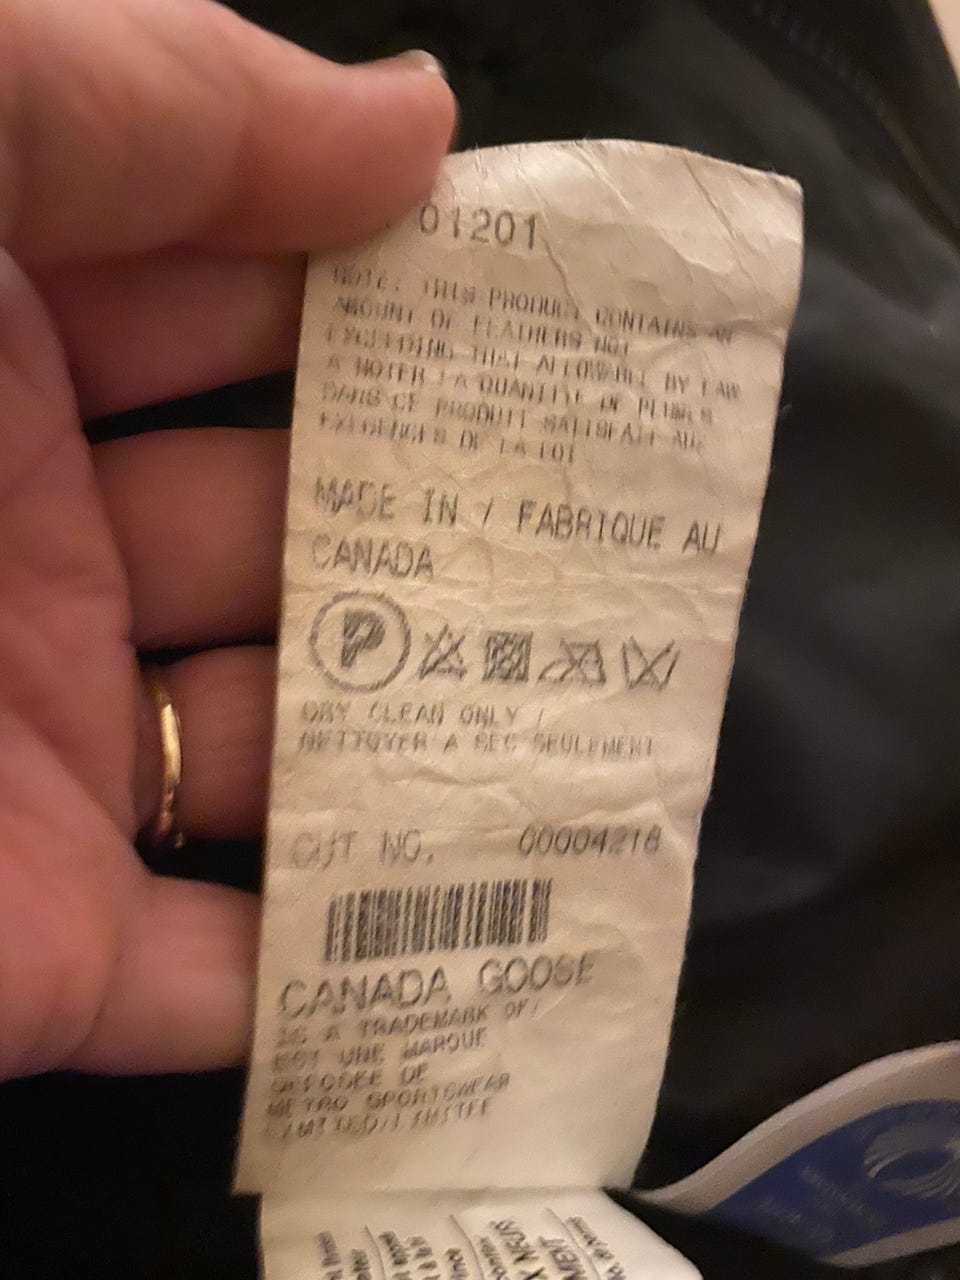 01201
NOTE: THIS PRODUCT CONTAINS AN
AMOUNT OF FEATHERS NOT
EXCEEDING THAT ALLOWABLE BY LAW
A NOTER LA QUANTITE DE PLUMES
DANS CE PRODUIT SATISFAIT AUX
EXIGENCES DE LA LOI
MADE IN / FABRIQUE AU
CANADA
P
DRY CLEAN ONLY /
NETTOYER A SEC SEULEMENT
CUT NO. 00004218
CANADA GOOSE
IS A TRADEMARK OF/
EST UNE MARQUE
DEPOSEE DE
METRO SPORTSWEAR
LIMITED/LIMITEE